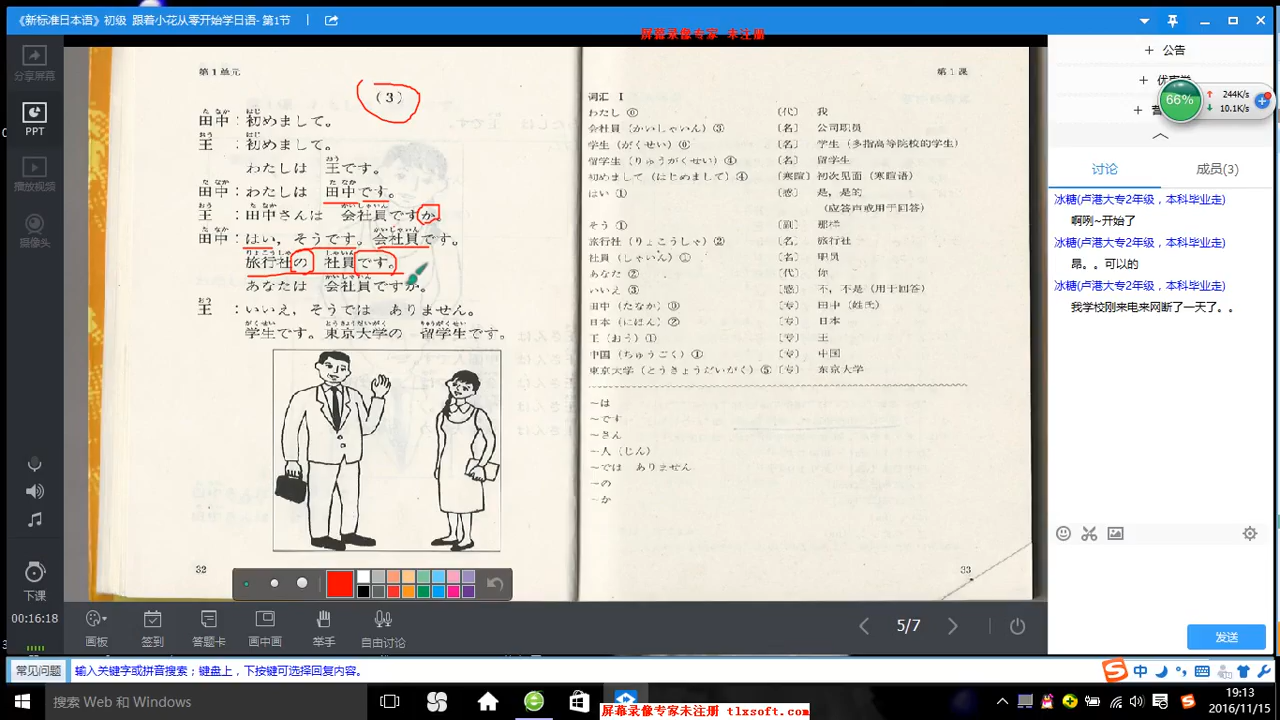 《新标准日本语》初级 跟着小花从零开始学日语- 第1节
屏幕录像专家 未注册
分享屏幕
PPT
播放视频
摄像头
下课
00:16:18
第1单元
(3)
田中：初めまして。
王：初めまして。
わたしは 王です。
田中：わたしは 田中です。
王：田中さんは 会社員ですか。
田中：はい，そうです。会社員です。
旅行社の 社員です。
あなたは 会社員ですか。
王：いいえ，そうでは ありません。
学生です。東京大学の 留学生です。
32
第1课
词汇 Ⅰ
わたし ⓪ 〔代〕 我
会社員（かいしゃいん）③ 〔名〕 公司职员
学生（がくせい）⓪ 〔名〕 学生（多指高等院校的学生）
留学生（りゅうがくせい）④ 〔名〕 留学生
初めまして（はじめまして）④ 〔寒暄〕 初次见面（寒暄语）
はい ① 〔感〕 是，是的
（应答声或用于回答）
そう ① 〔副〕 那样
旅行社（りょこうしゃ）② 〔名〕 旅行社
社員（しゃいん）① 〔名〕 职员
あなた ② 〔代〕 你
いいえ ③ 〔感〕 不，不是（用于回答）
田中（たなか）⓪ 〔专〕 田中（姓氏）
日本（にほん）② 〔专〕 日本
王（おう）① 〔专〕 王
中国（ちゅうごく）① 〔专〕 中国
東京大学（とうきょうだいがく）⑤ 〔专〕 东京大学
～は
～です
～さん
～人（じん）
～では ありません
～の
～か
33
画板
签到
答题卡
画中画
举手
自由讨论
5/7
+ 公告
66%
244K/s
10.1K/s
讨论
成员(3)
冰糖(卢港大专2年级，本科毕业走)
啊咧~开始了
冰糖(卢港大专2年级，本科毕业走)
昂。。可以的
冰糖(卢港大专2年级，本科毕业走)
我学校刚来电来网断了一天了。。
发送
常见问题
输入关键字或拼音搜索；键盘上，下按键可选择回复内容。
中
搜索 Web 和 Windows
屏幕录像专家未注册 tlxsoft.com
19:13
2016/11/15